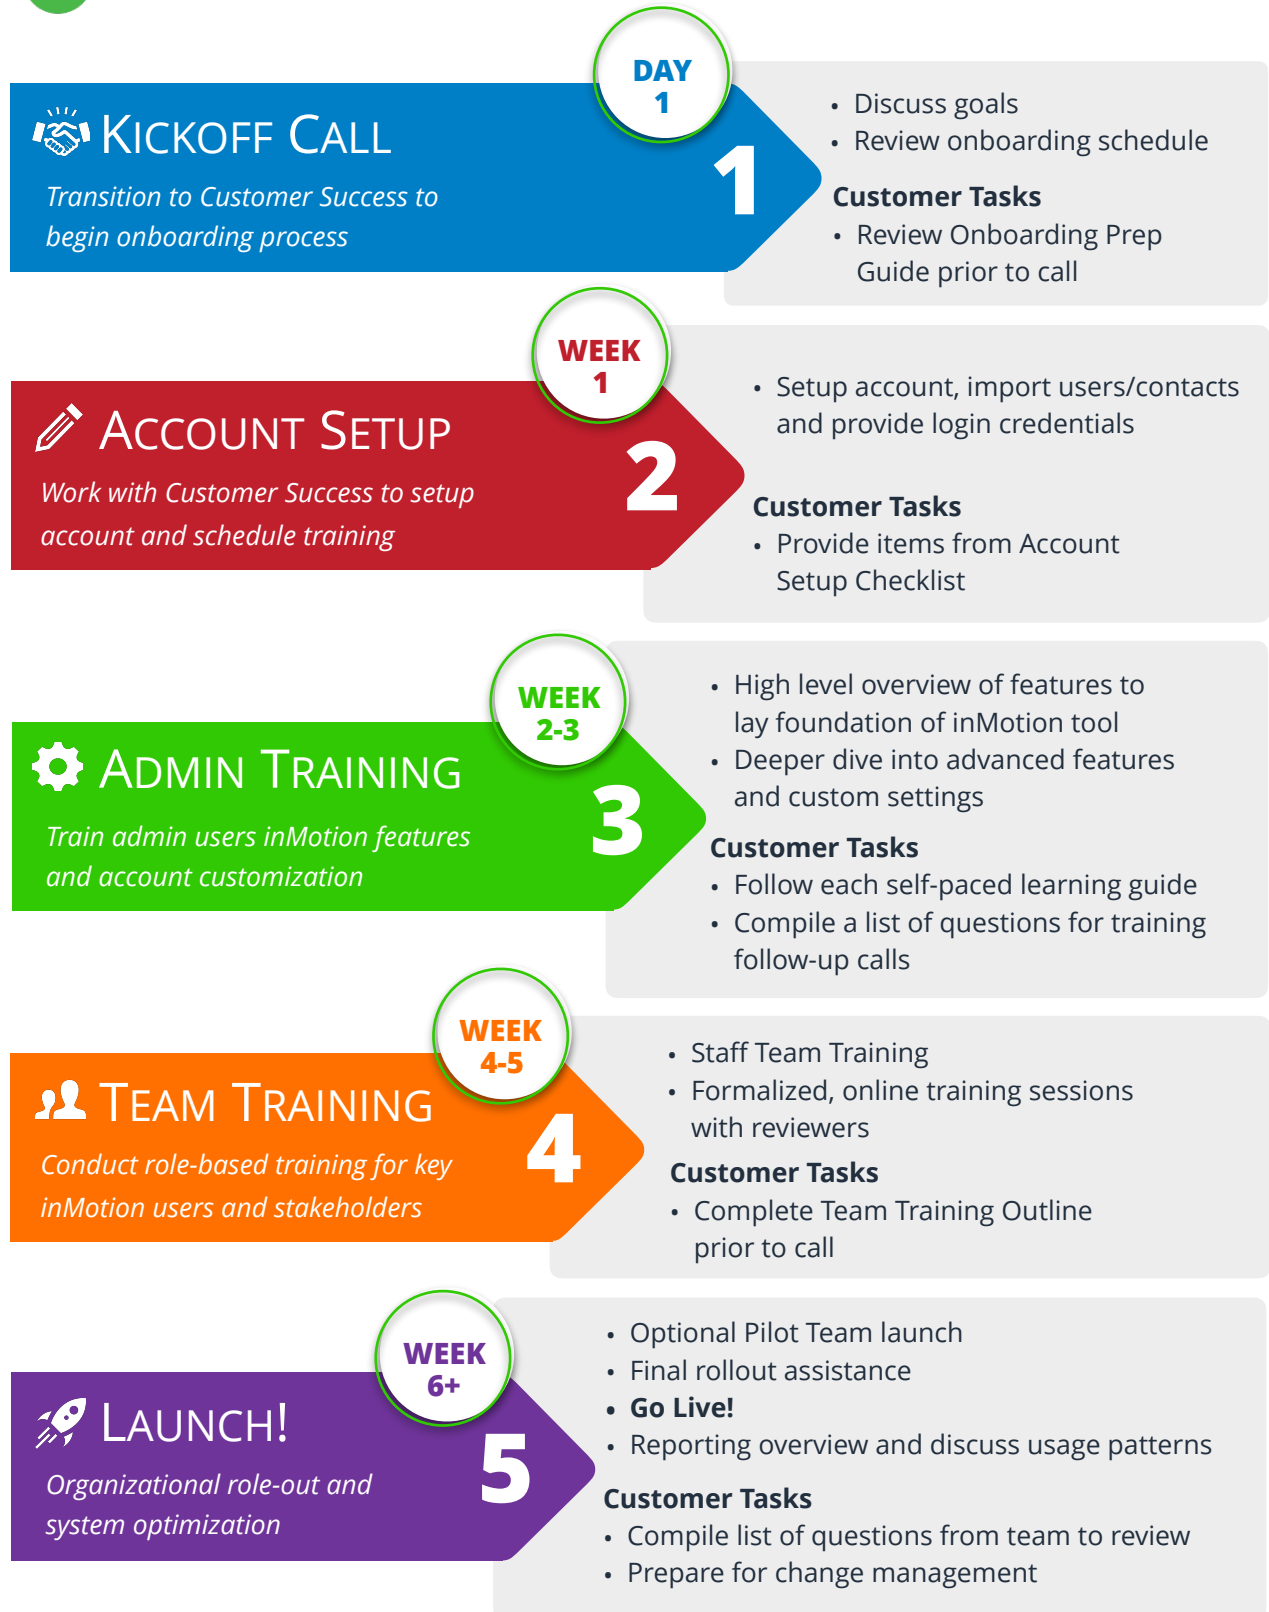 DAY
1
KICKOFF CALL
Transition to Customer Success to
begin onboarding process
1
• Discuss goals
• Review onboarding schedule
Customer Tasks
• Review Onboarding Prep
Guide prior to call
WEEK
1
ACCOUNT SETUP
Work with Customer Success to setup
account and schedule training
2
• Setup account, import users/contacts
and provide login credentials
Customer Tasks
• Provide items from Account
Setup Checklist
WEEK
2-3
ADMIN TRAINING
Train admin users inMotion features
and account customization
3
• High level overview of features to
lay foundation of inMotion tool
• Deeper dive into advanced features
and custom settings
Customer Tasks
• Follow each self-paced learning guide
• Compile a list of questions for training
follow-up calls
WEEK
4-5
TEAM TRAINING
Conduct role-based training for key
inMotion users and stakeholders
4
• Staff Team Training
• Formalized, online training sessions
with reviewers
Customer Tasks
• Complete Team Training Outline
prior to call
WEEK
6+
LAUNCH!
Organizational role-out and
system optimization
5
• Optional Pilot Team launch
• Final rollout assistance
• Go Live!
• Reporting overview and discuss usage patterns
Customer Tasks
• Compile list of questions from team to review
• Prepare for change management